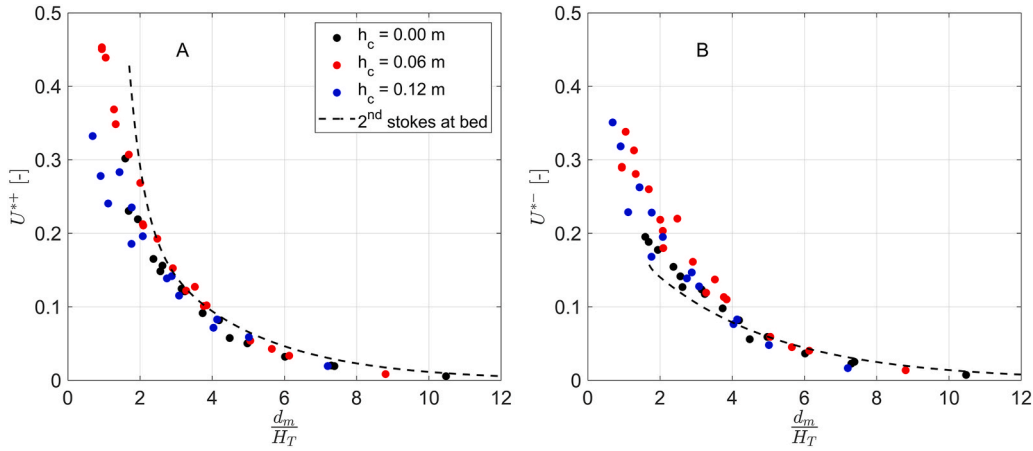 A
h_c = 0.00 m
h_c = 0.06 m
h_c = 0.12 m
2^nd stokes at bed
U*+ [-]
0.5
0.4
0.3
0.2
0.1
0
0 2 4 6 8 10 12
d_m
H_T
B
U*- [-]
0.5
0.4
0.3
0.2
0.1
0
0 2 4 6 8 10 12
d_m
H_T